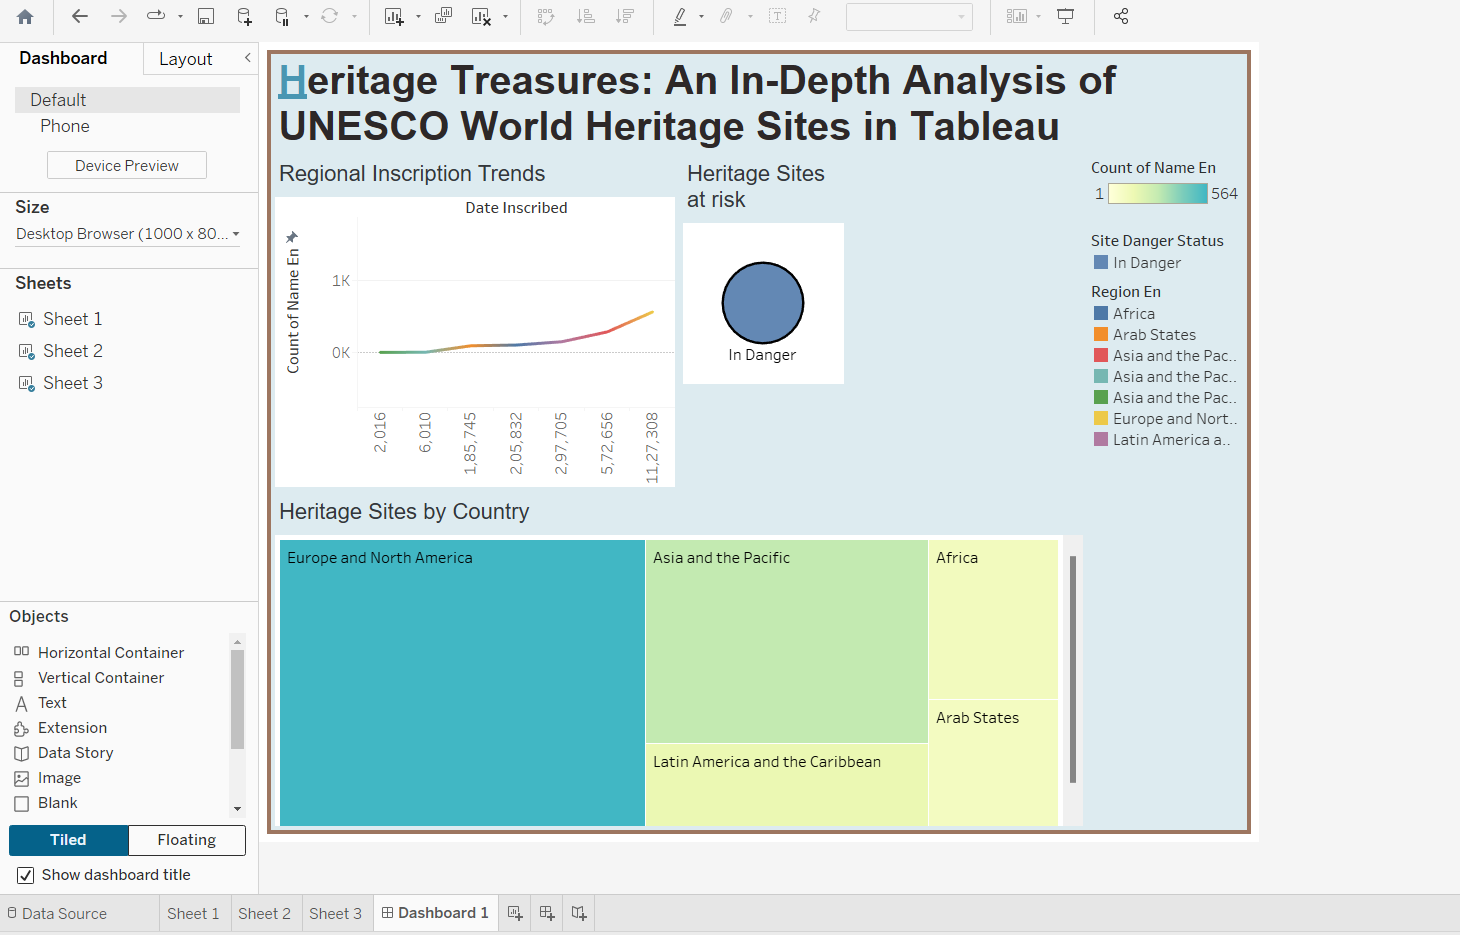 Dashboard
Layout
Default
Phone
Device Preview
Size
Desktop Browser (1000 x 80...
Sheets
Sheet 1
Sheet 2
Sheet 3
Objects
Horizontal Container
Vertical Container
Text
Extension
Data Story
Image
Blank
Tiled
Floating
Show dashboard title
Heritage Treasures: An In-Depth Analysis of
UNESCO World Heritage Sites in Tableau
Regional Inscription Trends
Date Inscribed
Count of Name En
1K
0K
2,016
6,010
1,85,745
2,05,832
2,97,705
5,72,656
11,27,308
Heritage Sites
at risk
In Danger
Count of Name En
1
564
Site Danger Status
In Danger
Region En
Africa
Arab States
Asia and the Pac..
Asia and the Pac..
Asia and the Pac..
Europe and Nort..
Latin America a..
Heritage Sites by Country
Europe and North America
Asia and the Pacific
Africa
Arab States
Latin America and the Caribbean
Data Source
Sheet 1
Sheet 2
Sheet 3
Dashboard 1